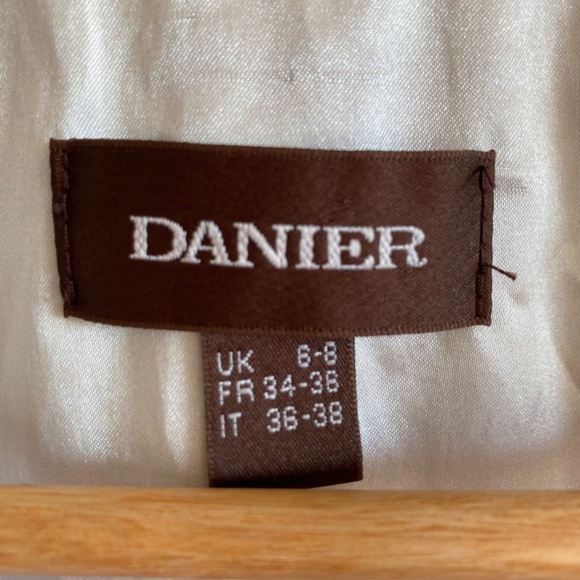 DANIER
UK 6-8
FR 34-36
IT 36-38